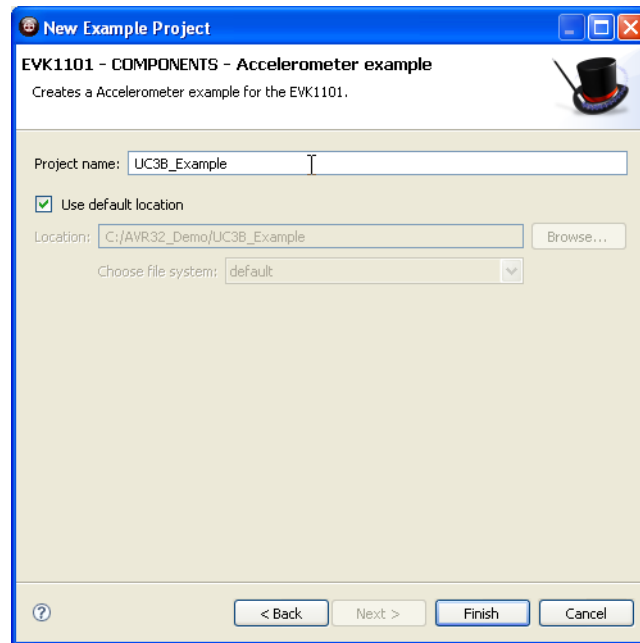 New Example Project
EVK1101 - COMPONENTS - Accelerometer example
Creates a Accelerometer example for the EVK1101.
Project name: UC3B_Example
Use default location
Location: C:/AVR32_Demo/UC3B_Example Browse...
Choose file system: default
? < Back Next > Finish Cancel